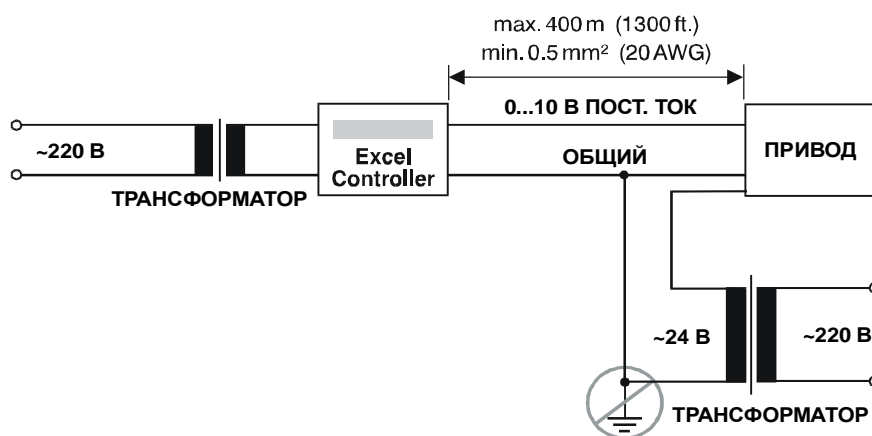 max. 400 m (1300 ft.)
min. 0.5 mm² (20 AWG)
0...10 В ПОСТ. ТОК
~220 В
Excel
Controller
ОБЩИЙ
ПРИВОД
ТРАНСФОРМАТОР
~24 В
~220 В
ТРАНСФОРМАТОР